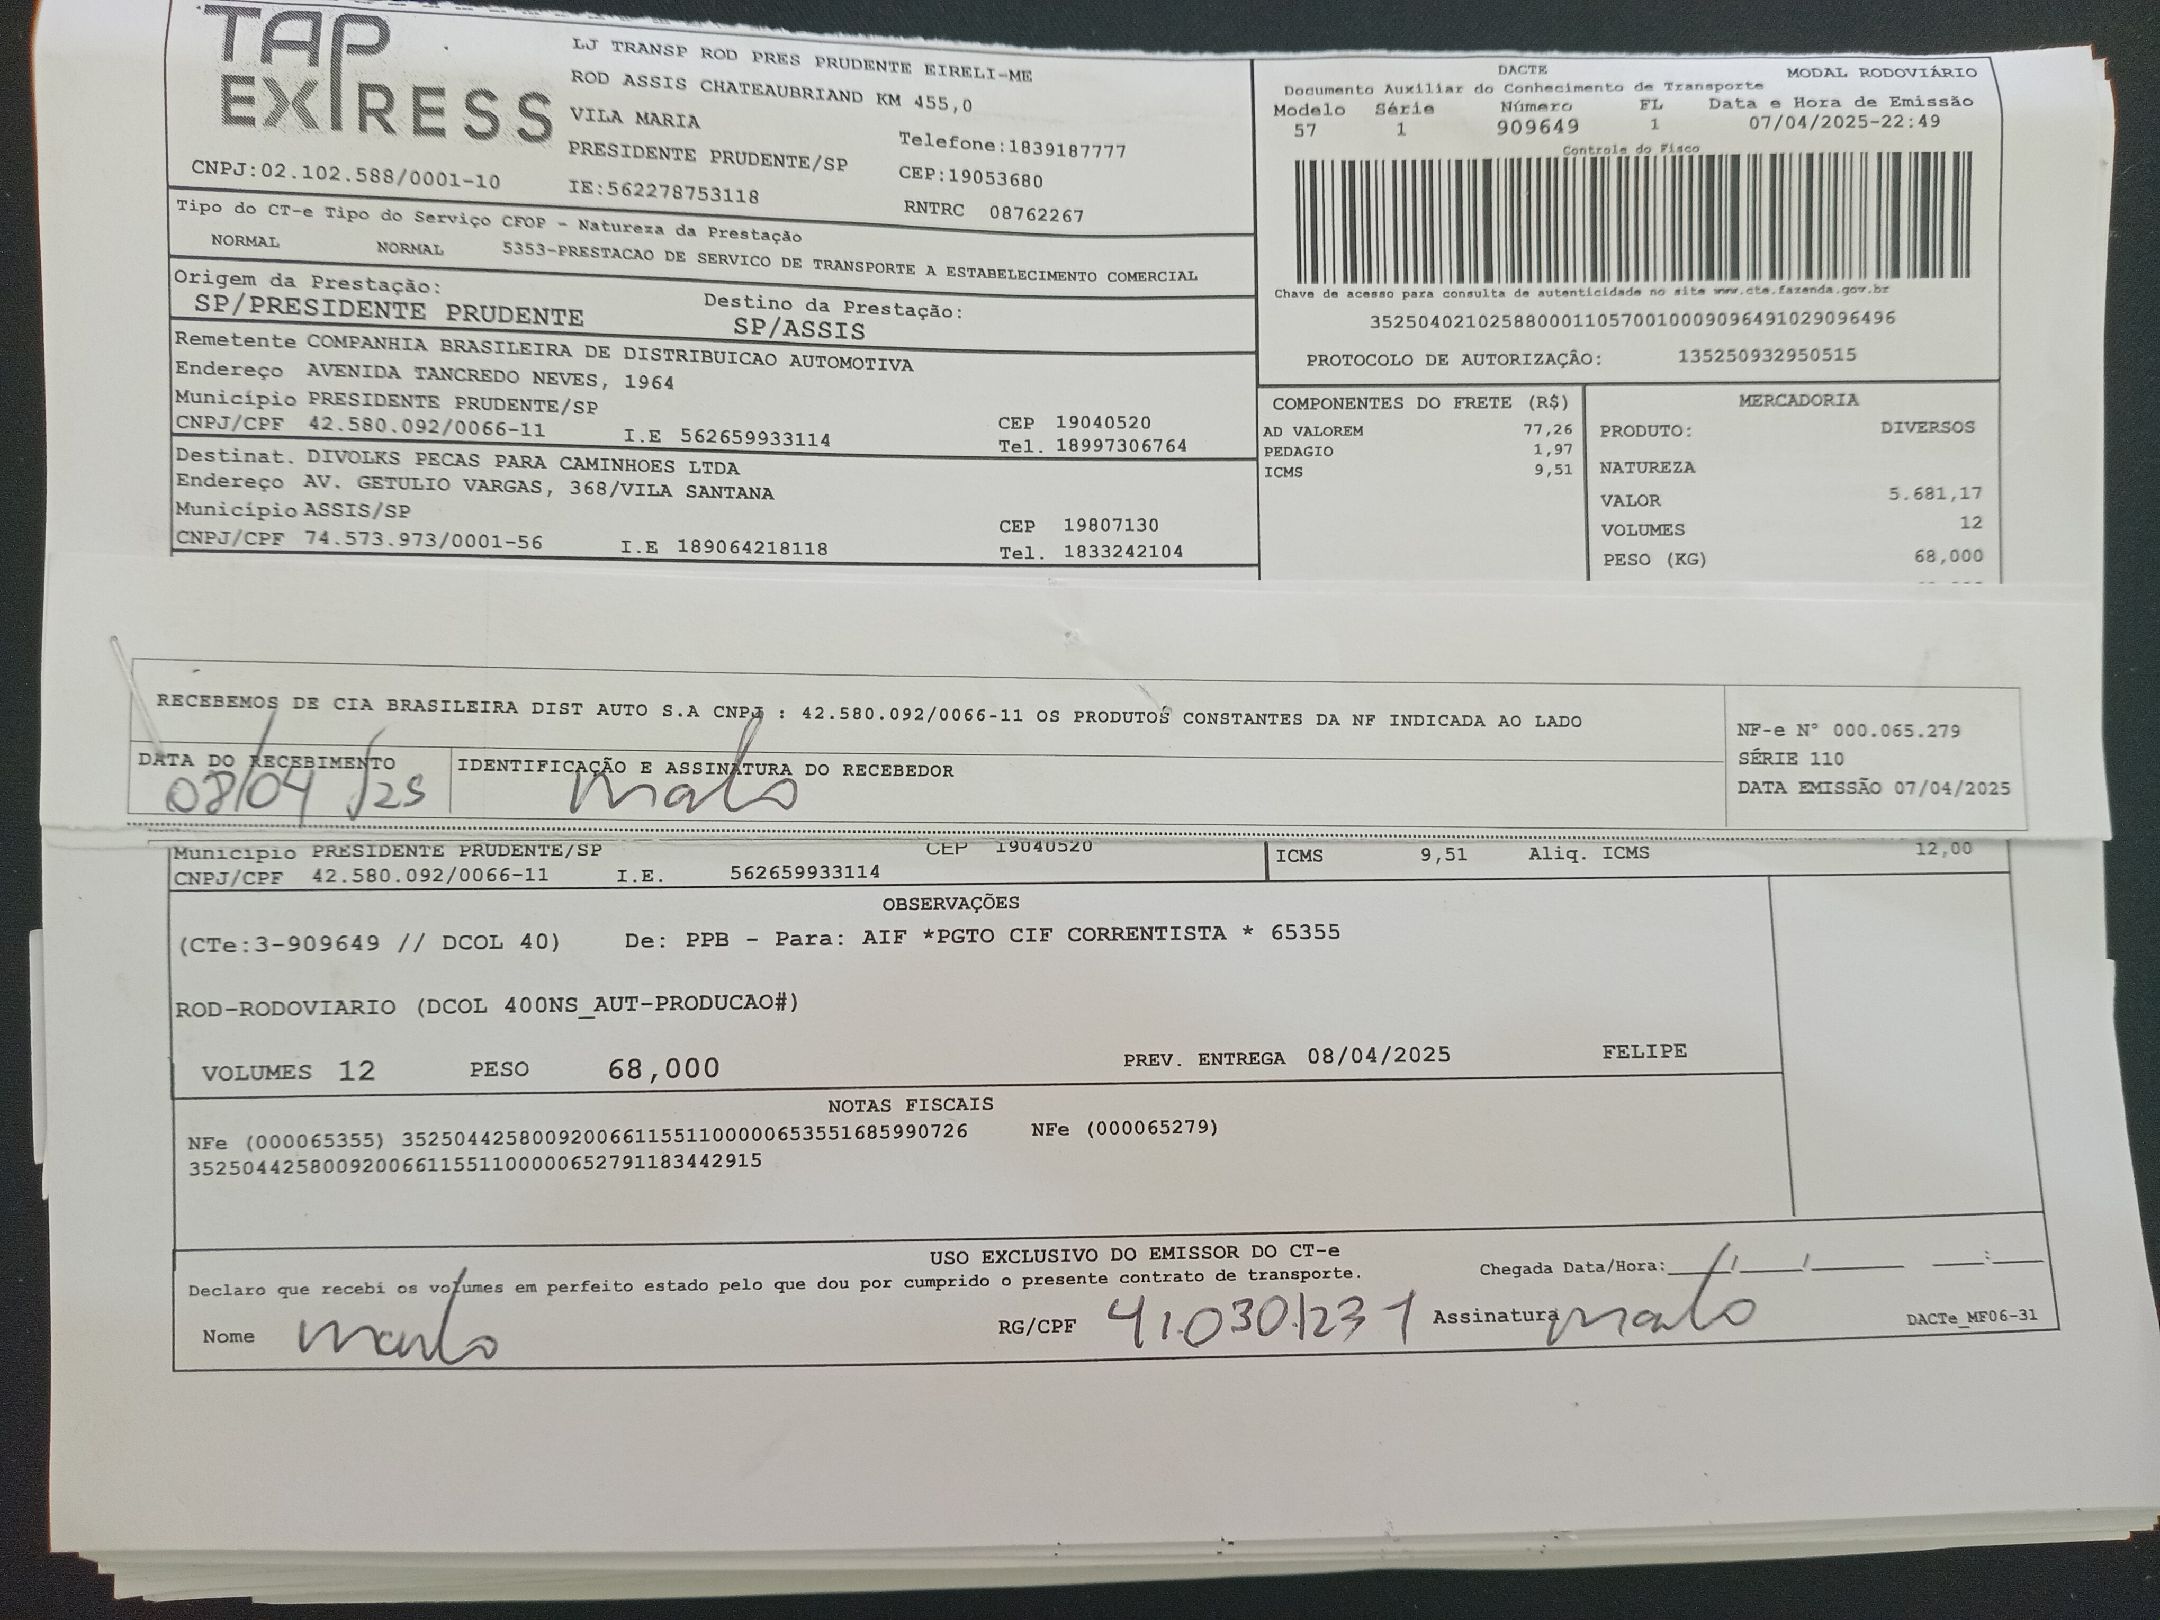 TAP
EXPRESS
LJ TRANSP ROD PRES PRUDENTE EIRELI-ME
ROD ASSIS CHATEAUBRIAND KM 455,0
VILA MARIA
Telefone:1839187777
PRESIDENTE PRUDENTE/SP
CEP:19053680
CNPJ:02.102.588/0001-10
IE:562278753118
RNTRC 08762267
DACTE MODAL RODOVIÁRIO
Documento Auxiliar do Conhecimento de Transporte
Modelo Série Número FL Data e Hora de Emissão
57 1 909649 1 07/04/2025-22:49
Controle do Fisco
Chave de acesso para consulta de autenticidade no site www.cte.fazenda.gov.br
35250402102588000110570010009096491029096496
PROTOCOLO DE AUTORIZAÇÃO: 135250932950515
Tipo do CT-e Tipo do Serviço CFOP - Natureza da Prestação
NORMAL NORMAL 5353-PRESTACAO DE SERVICO DE TRANSPORTE A ESTABELECIMENTO COMERCIAL
Origem da Prestação: Destino da Prestação:
SP/PRESIDENTE PRUDENTE SP/ASSIS
Remetente COMPANHIA BRASILEIRA DE DISTRIBUICAO AUTOMOTIVA
Endereço AVENIDA TANCREDO NEVES, 1964
Município PRESIDENTE PRUDENTE/SP CEP 19040520
CNPJ/CPF 42.580.092/0066-11 I.E 562659933114 Tel. 18997306764
Destinat. DIVOLKS PECAS PARA CAMINHOES LTDA
Endereço AV. GETULIO VARGAS, 368/VILA SANTANA
Município ASSIS/SP CEP 19807130
CNPJ/CPF 74.573.973/0001-56 I.E 189064218118 Tel. 1833242104
COMPONENTES DO FRETE (R$)
AD VALOREM 77,26
PEDAGIO 1,97
ICMS 9,51
MERCADORIA
PRODUTO: DIVERSOS
NATUREZA
VALOR 5.681,17
VOLUMES 12
PESO (KG) 68,000
RECEBEMOS DE CIA BRASILEIRA DIST AUTO S.A CNPJ : 42.580.092/0066-11 OS PRODUTOS CONSTANTES DA NF INDICADA AO LADO
NF-e N° 000.065.279
SÉRIE 110
DATA EMISSÃO 07/04/2025
DATA DO RECEBIMENTO IDENTIFICAÇÃO E ASSINATURA DO RECEBEDOR
08/04/25
Município PRESIDENTE PRUDENTE/SP CEP 19040520
CNPJ/CPF 42.580.092/0066-11 I.E. 562659933114
ICMS 9,51 Aliq. ICMS 12,00
OBSERVAÇÕES
(CTe:3-909649 // DCOL 40) De: PPB - Para: AIF *PGTO CIF CORRENTISTA * 65355
ROD-RODOVIARIO (DCOL 400NS_AUT-PRODUCAO#)
VOLUMES 12 PESO 68,000 PREV. ENTREGA 08/04/2025 FELIPE
NOTAS FISCAIS
NFe (000065355) 35250442580092006611551100000653551685990726 NFe (000065279)
35250442580092006611551100000652791183442915
USO EXCLUSIVO DO EMISSOR DO CT-e
Declaro que recebi os volumes em perfeito estado pelo que dou por cumprido o presente contrato de transporte.
Chegada Data/Hora:____/____/______ ___:___
Nome RG/CPF 41.030.123 1 Assinatura DACTe_MF06-31